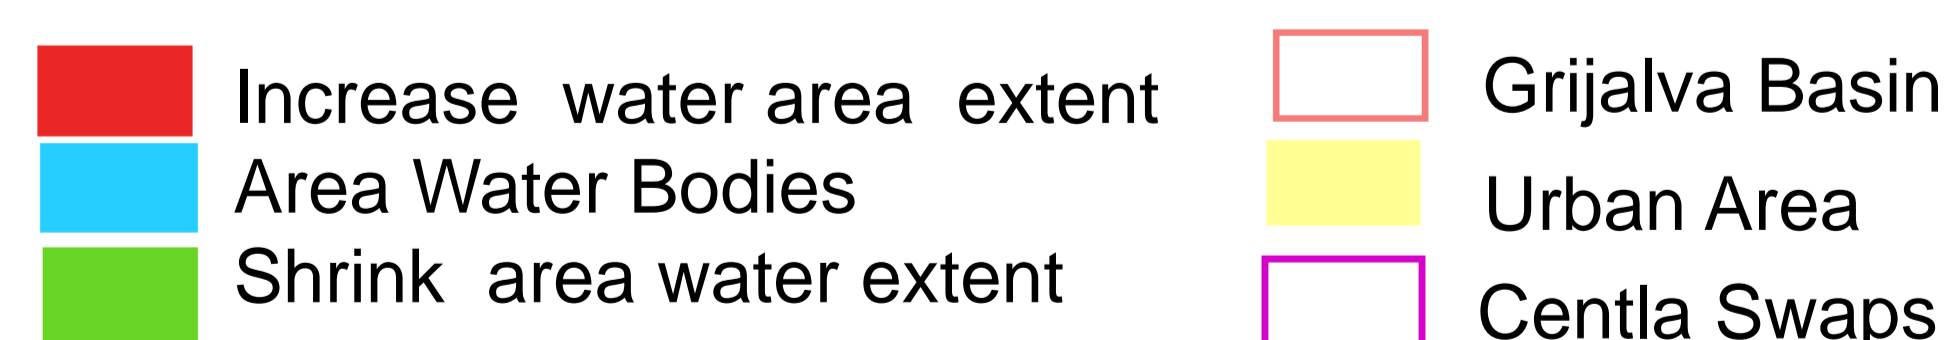 Increase water area extent
Area Water Bodies
Shrink area water extent
Grijalva Basin
Urban Area
Centla Swaps